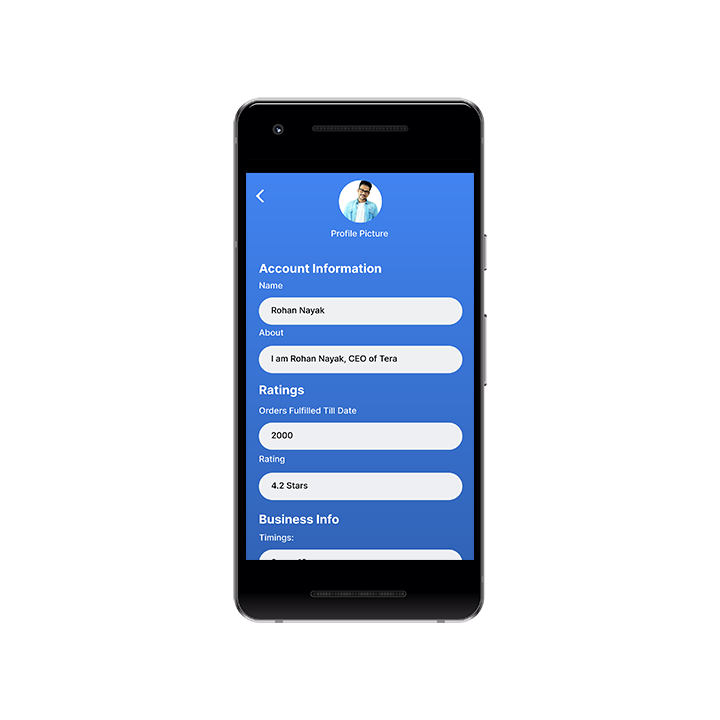 Profile Picture
Account Information
Name
Rohan Nayak
About
I am Rohan Nayak, CEO of Tera
Ratings
Orders Fulfilled Till Date
2000
Rating
4.2 Stars
Business Info
Timings: